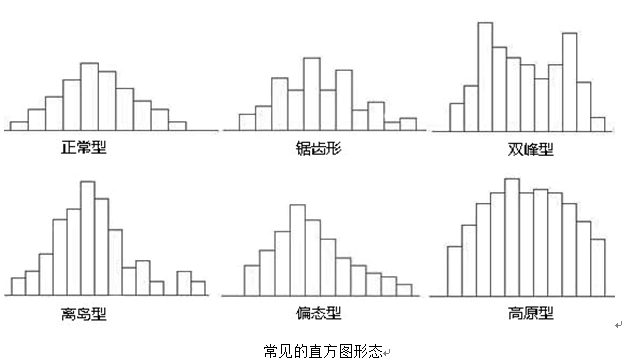 正常型
锯齿形
双峰型
离岛型
偏态型
高原型
常见的直方图形态